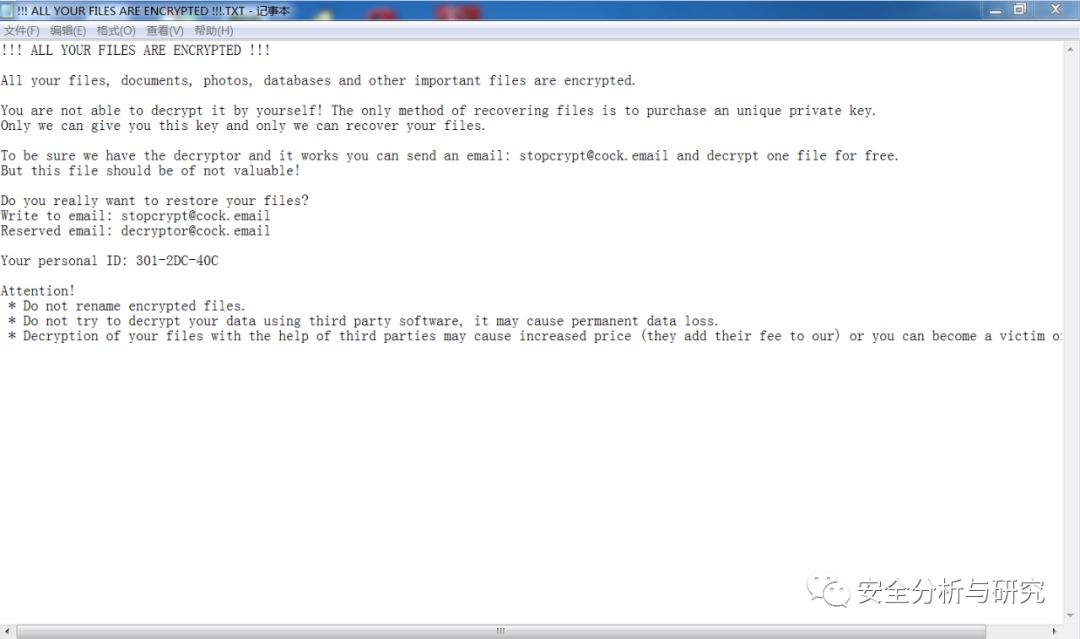 !!! ALL YOUR FILES ARE ENCRYPTED !!!.TXT - 记事本
文件(F) 编辑(E) 格式(O) 查看(V) 帮助(H)
!!! ALL YOUR FILES ARE ENCRYPTED !!!
All your files, documents, photos, databases and other important files are encrypted.
You are not able to decrypt it by yourself! The only method of recovering files is to purchase an unique private key.
Only we can give you this key and only we can recover your files.
To be sure we have the decryptor and it works you can send an email: stopcrypt@cock.email and decrypt one file for free.
But this file should be of not valuable!
Do you really want to restore your files?
Write to email: stopcrypt@cock.email
Reserved email: decryptor@cock.email
Your personal ID: 301-2DC-40C
Attention!
* Do not rename encrypted files.
* Do not try to decrypt your data using third party software, it may cause permanent data loss.
* Decryption of your files with the help of third parties may cause increased price (they add their fee to our) or you can become a victim
安全分析与研究